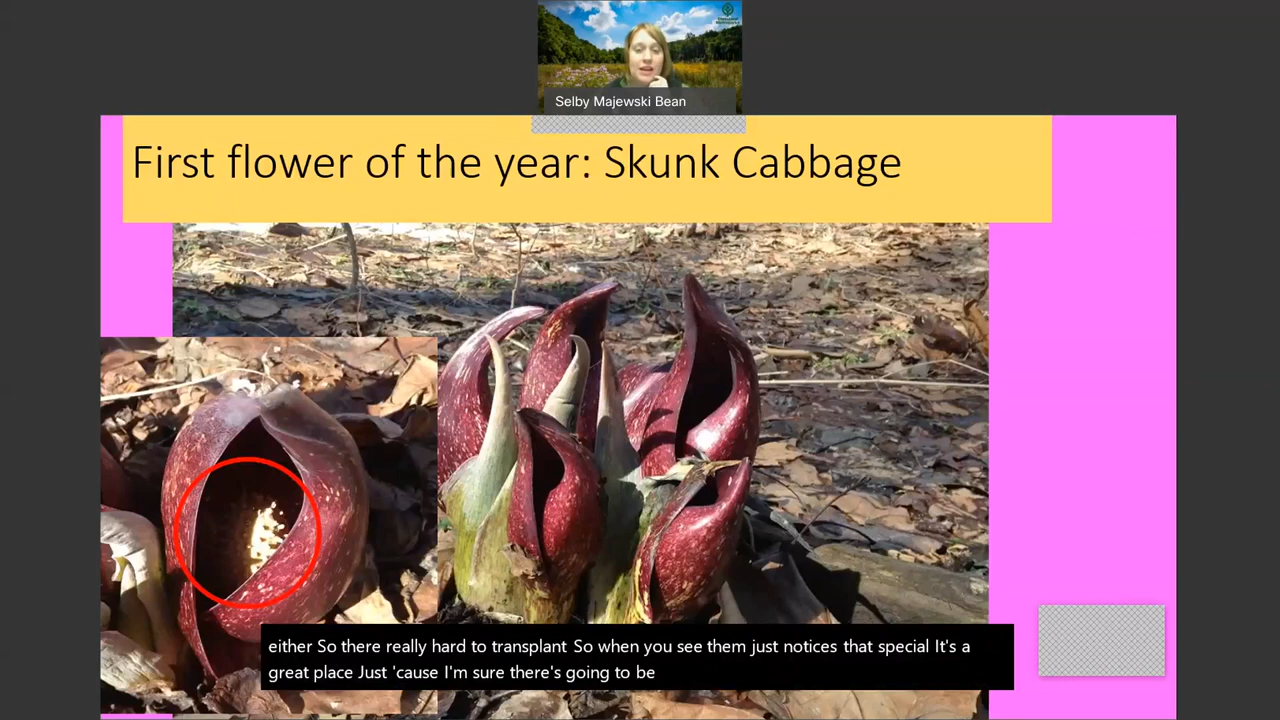 Selby Majewski Bean
First flower of the year: Skunk Cabbage
either So there really hard to transplant So when you see them just notices that special It's a
great place Just 'cause I'm sure there's going to be